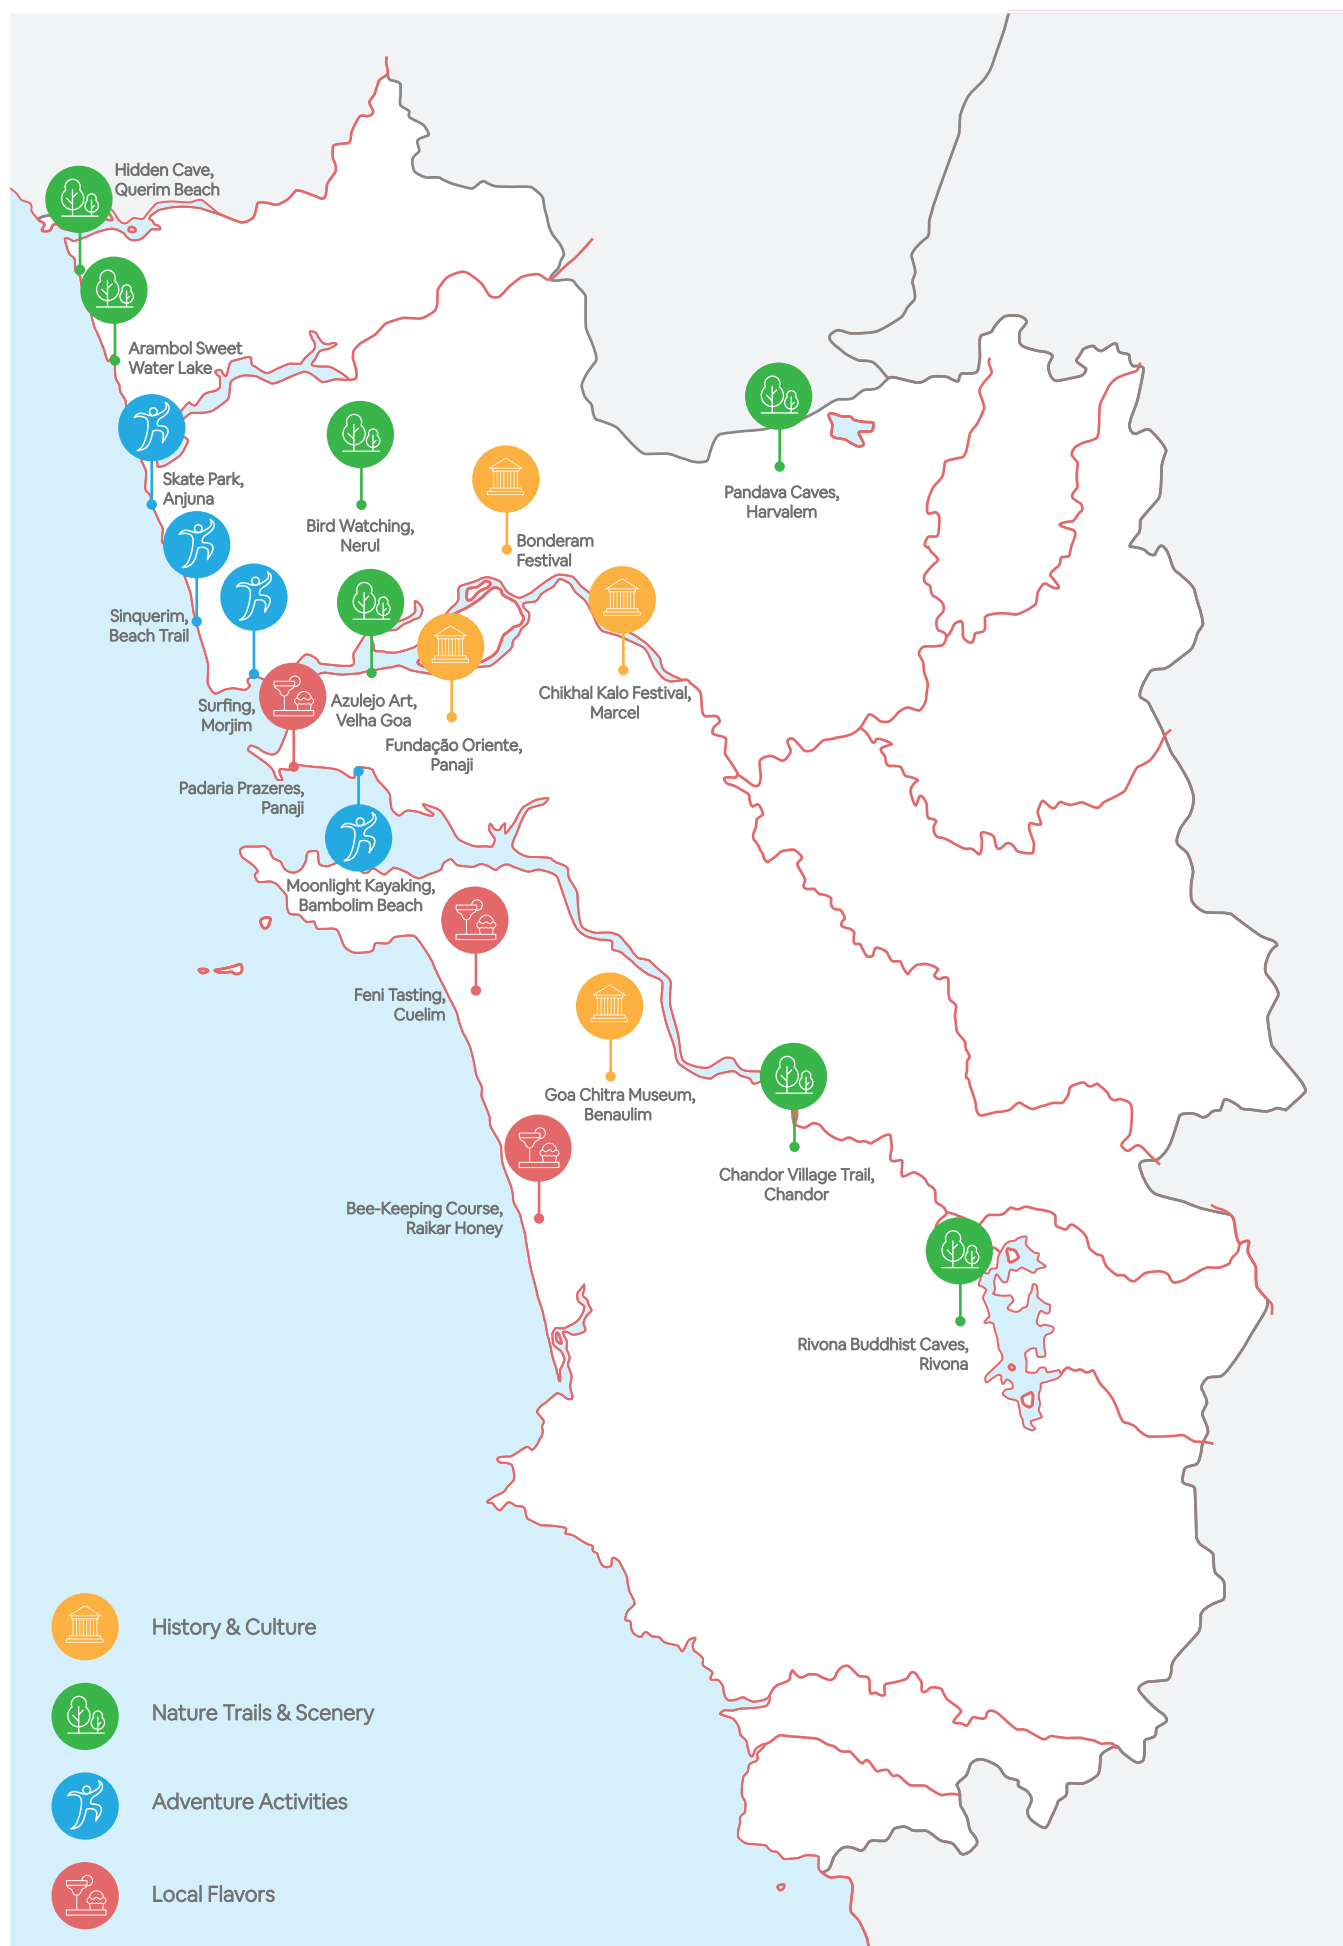 Hidden Cave,
Querim Beach
Arambol Sweet
Water Lake
Skate Park,
Anjuna
Bird Watching,
Nerul
Bonderam
Festival
Pandava Caves,
Harvalem
Sinquerim,
Beach Trail
Surfing,
Morjim
Azulejo Art,
Velha Goa
Fundação Oriente,
Panaji
Chikhal Kalo Festival,
Marcel
Padaria Prazeres,
Panaji
Moonlight Kayaking,
Bambolim Beach
Feni Tasting,
Cuelim
Goa Chitra Museum,
Benaulim
Chandor Village Trail,
Chandor
Bee-Keeping Course,
Raikar Honey
Rivona Buddhist Caves,
Rivona
History & Culture
Nature Trails & Scenery
Adventure Activities
Local Flavors